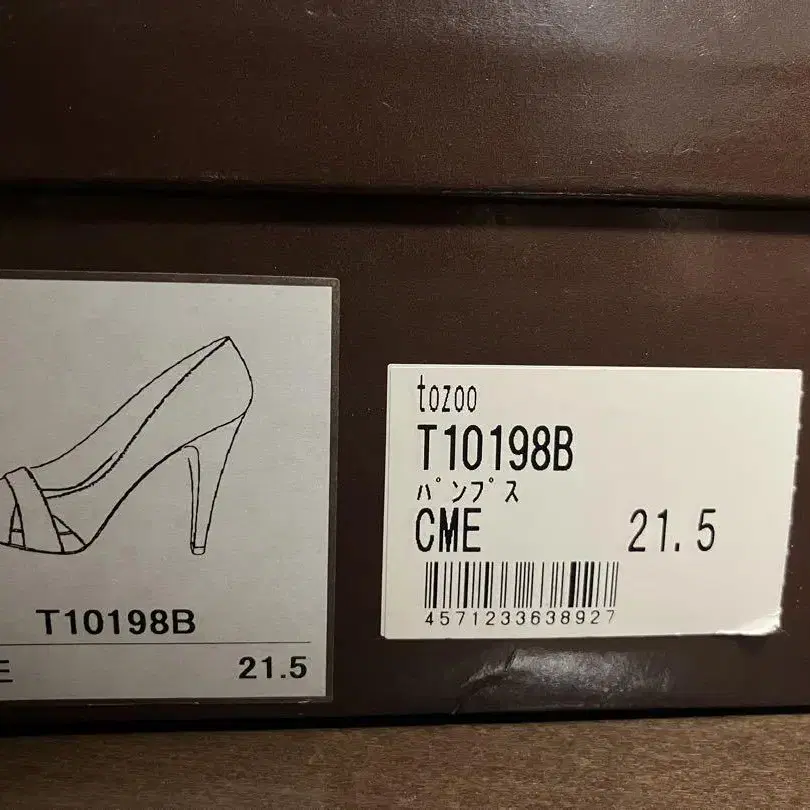 T10198B
E 21.5
tozoo
T10198B
ﾊﾟﾝﾌﾟｽ
CME 21.5
4571233638927